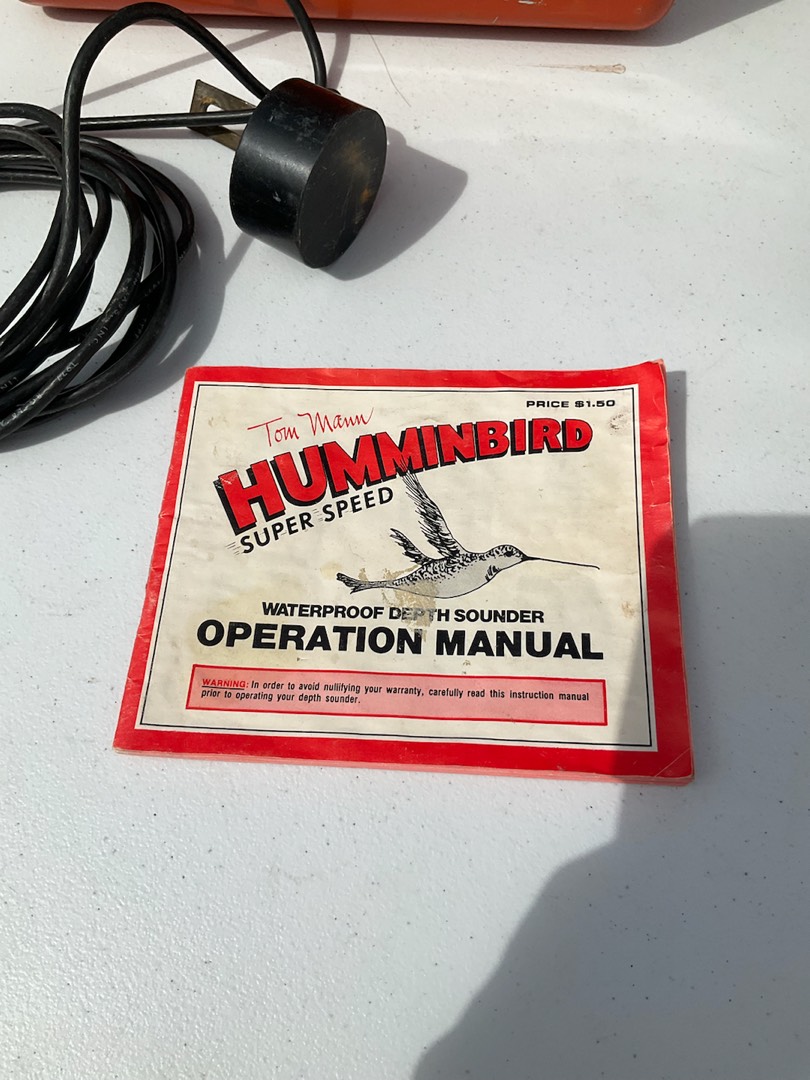 PRICE $1.50
Tom Mann
HUMMINBIRD
SUPER SPEED
WATERPROOF DEPTH SOUNDER
OPERATION MANUAL
WARNING: In order to avoid nullifying your warranty, carefully read this instruction manual
prior to operating your depth sounder.